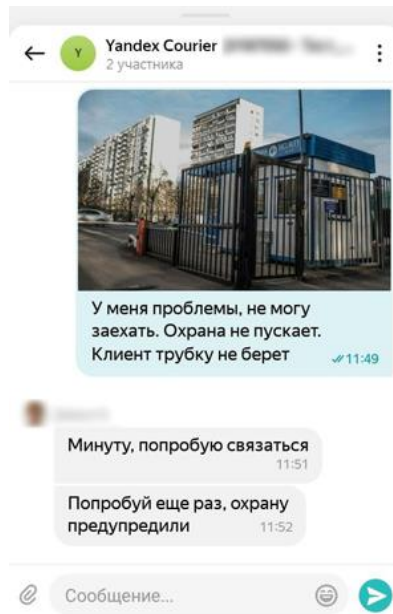 Y
Yandex Courier
2 участника
У меня проблемы, не могу
заехать. Охрана не пускает.
Клиент трубку не берет
11:49
Минуту, попробую связаться
11:51
Попробуй еще раз, охрану
предупредили
11:52
Сообщение...